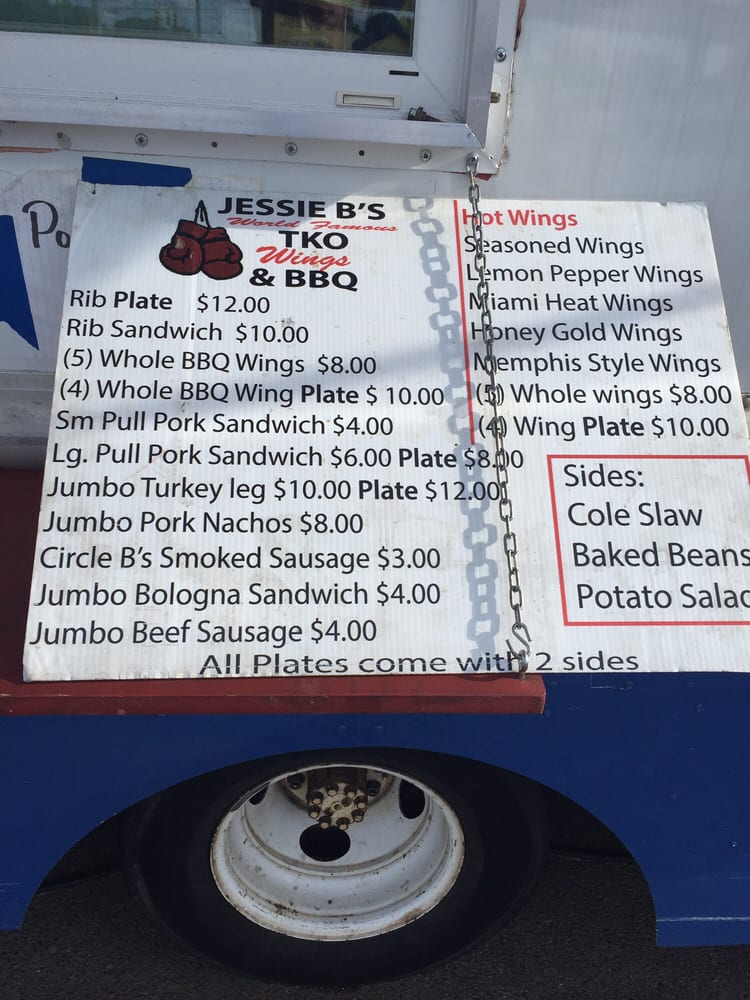 Po
JESSIE B'S
World Famous
TKO
Wings
& BBQ
Rib Plate $12.00
Rib Sandwich $10.00
(5) Whole BBQ Wings $8.00
(4) Whole BBQ Wing Plate $ 10.00
Sm Pull Pork Sandwich $4.00
Lg. Pull Pork Sandwich $6.00 Plate $8.00
Jumbo Turkey leg $10.00 Plate $12.00
Jumbo Pork Nachos $8.00
Circle B's Smoked Sausage $3.00
Jumbo Bologna Sandwich $4.00
Jumbo Beef Sausage $4.00
Hot Wings
Seasoned Wings
Lemon Pepper Wings
Miami Heat Wings
Honey Gold Wings
Memphis Style Wings
(5) Whole wings $8.00
(4) Wing Plate $10.00
Sides:
Cole Slaw
Baked Beans
Potato Salad
All Plates come with 2 sides